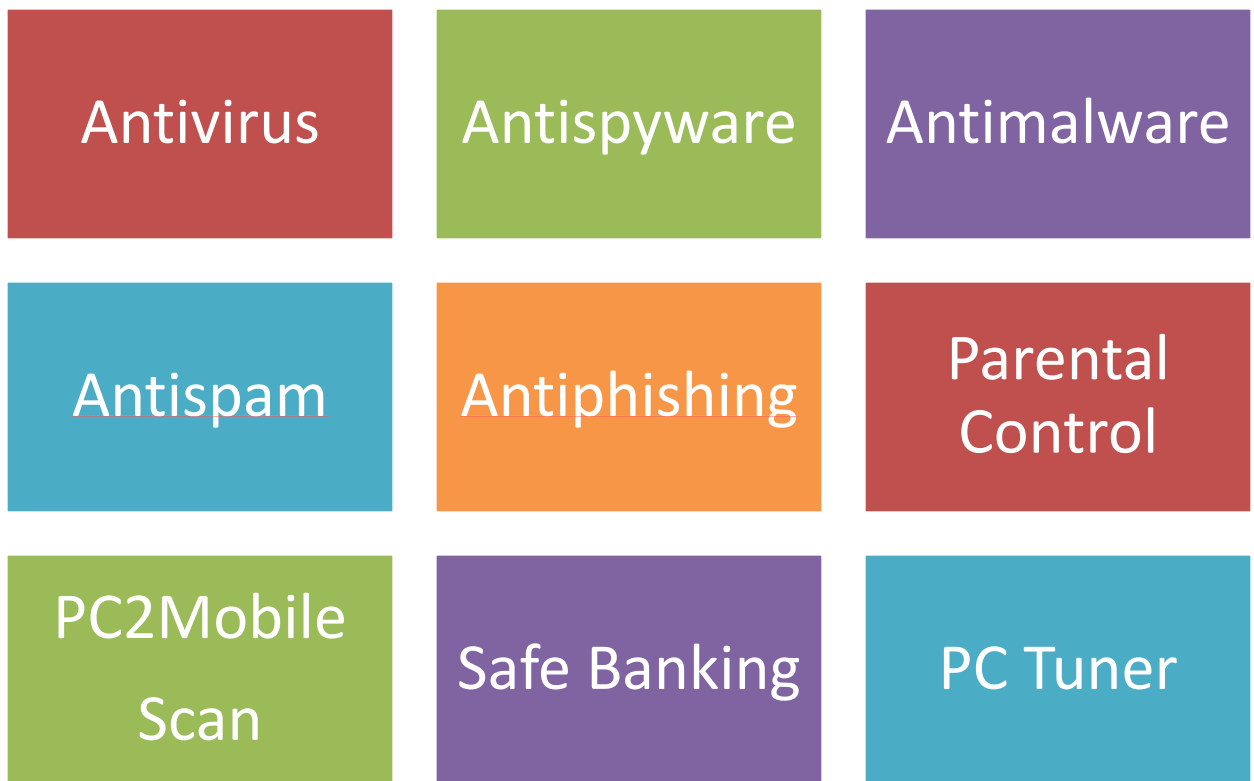 Antivirus
Antispyware
Antimalware
Antispam
Antiphishing
Parental
Control
PC2Mobile
Scan
Safe Banking
PC Tuner